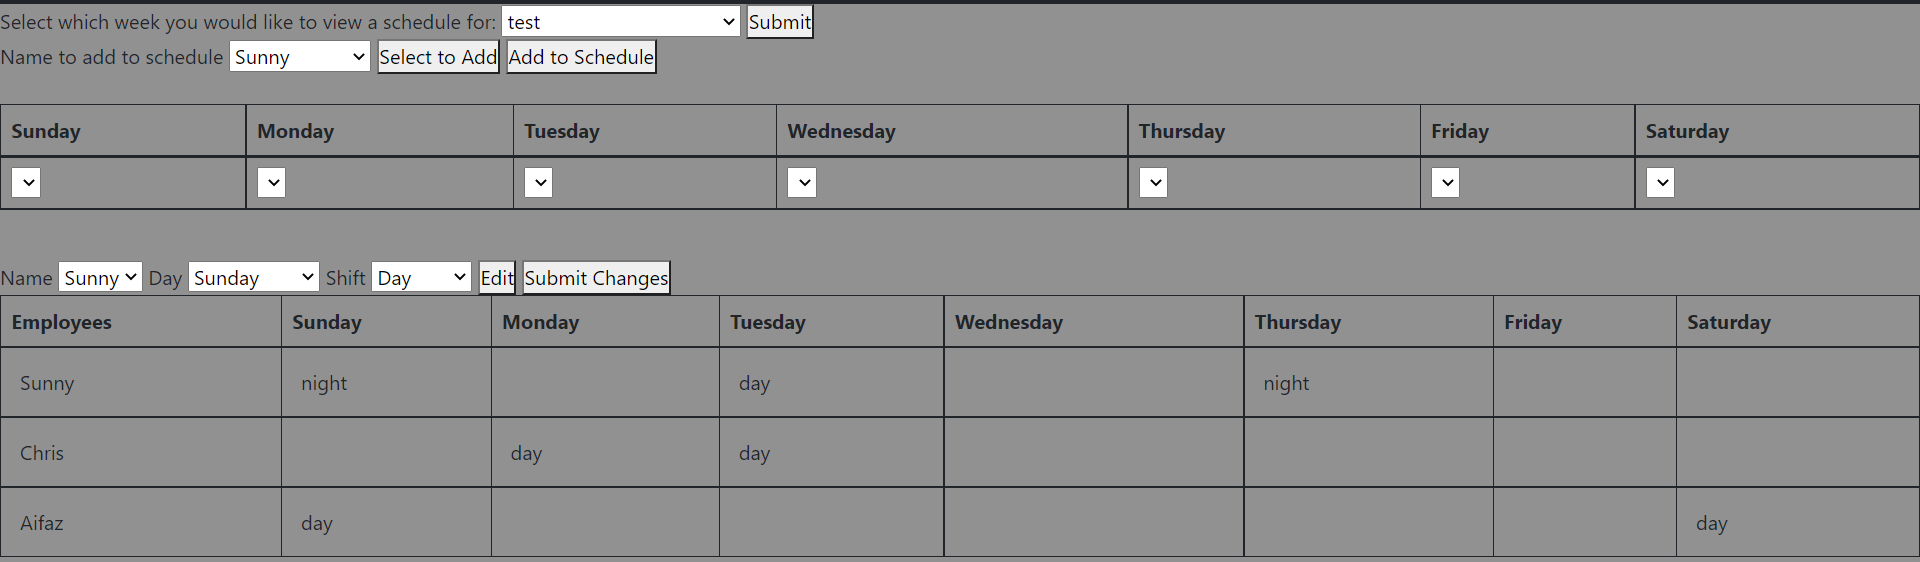 Select which week you would like to view a schedule for: test Submit
Name to add to schedule Sunny Select to Add Add to Schedule
Sunday Monday Tuesday Wednesday Thursday Friday Saturday
Name Sunny Day Sunday Shift Day Edit Submit Changes
Employees Sunday Monday Tuesday Wednesday Thursday Friday Saturday
Sunny night day night
Chris day day
Aifaz day day